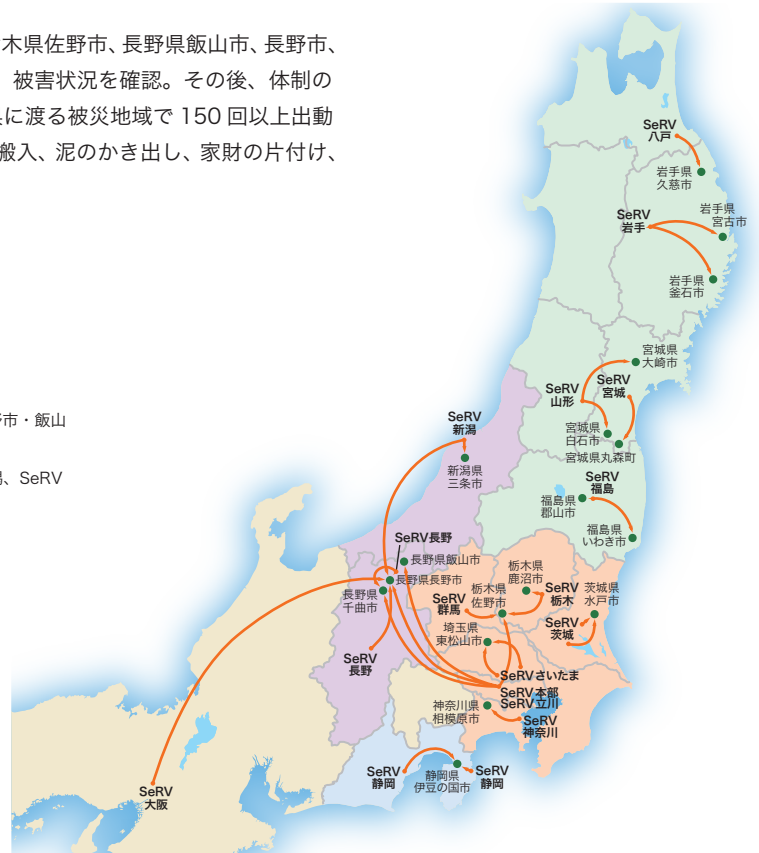 木県佐野市、長野県飯山市、長野市、
被害状況を確認。その後、体制の
に渡る被災地域で 150 回以上出動
搬入、泥のかき出し、家財の片付け、
野市・飯山
、SeRV
SeRV
八戸
岩手県
久慈市
SeRV
岩手
岩手県
宮古市
岩手県
釜石市
宮城県
大崎市
SeRV
山形
SeRV
宮城
宮城県
白石市
宮城県丸森町
SeRV
新潟
新潟県
三条市
SeRV
福島
福島県
郡山市
福島県
いわき市
SeRV長野
長野県飯山市
長野県長野市
長野県
千曲市
SeRV
長野
栃木県
鹿沼市
栃木県
佐野市
SeRV
群馬
SeRV
栃木
茨城県
水戸市
SeRV
茨城
埼玉県
東松山市
SeRVさいたま
SeRV本部
SeRV立川
神奈川県
相模原市
SeRV
神奈川
SeRV
静岡
静岡県
伊豆の国市
SeRV
静岡
SeRV
大阪